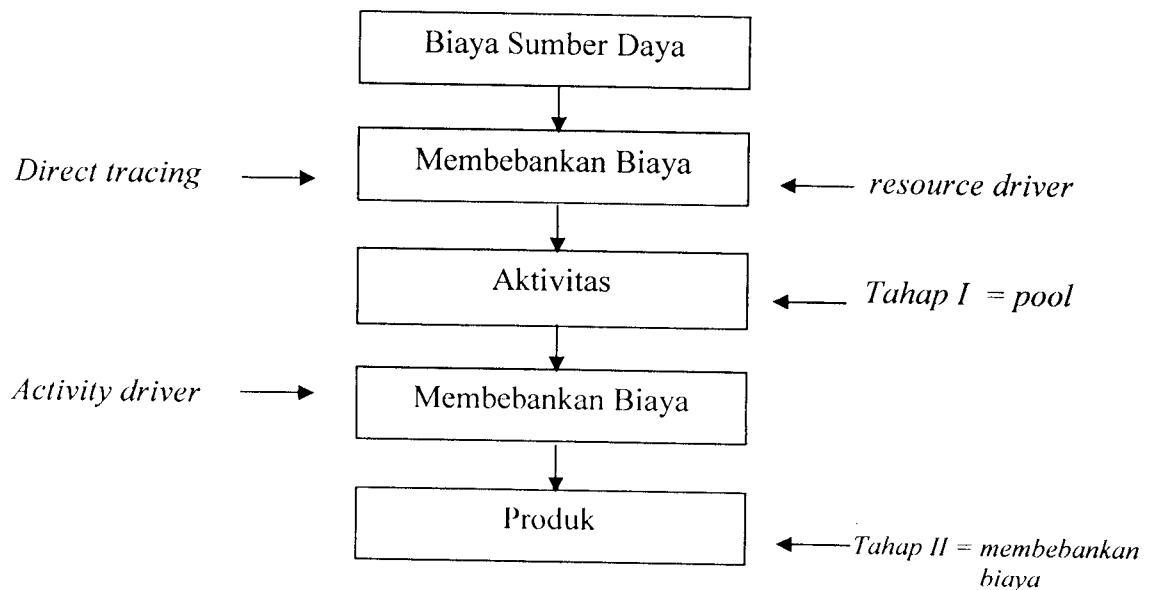 Biaya Sumber Daya
Direct tracing
Membebankan Biaya
resource driver
Aktivitas
Tahap I = pool
Activity driver
Membebankan Biaya
Produk
Tahap II = membebankan
biaya